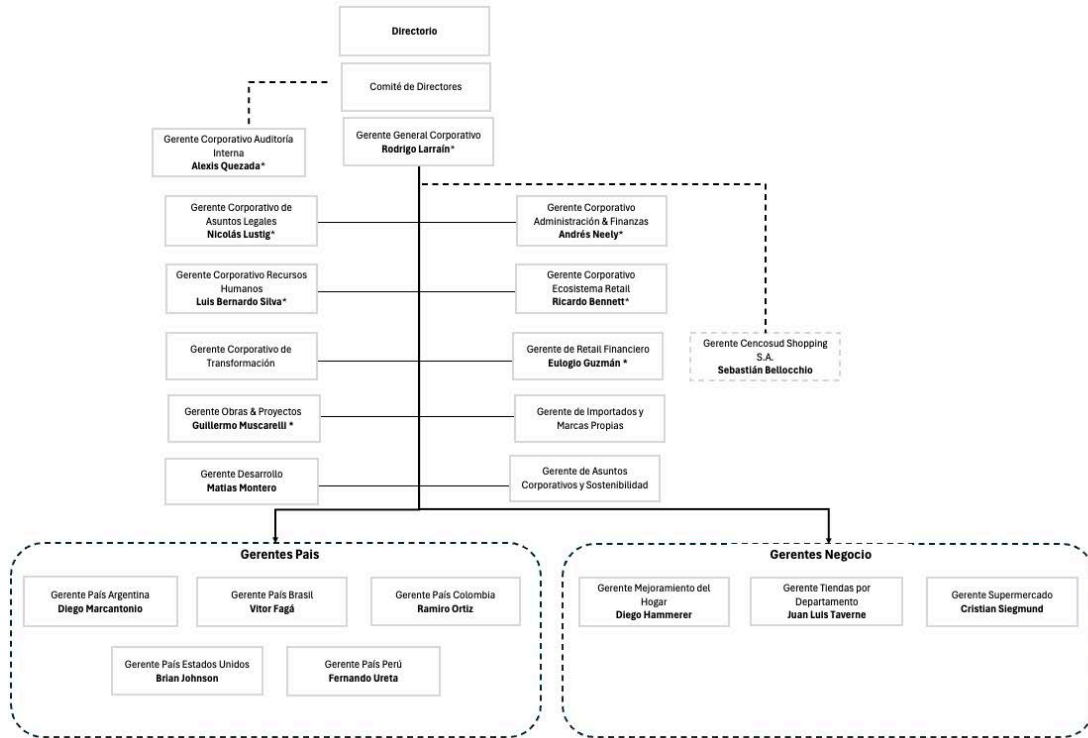 Directorio
Comité de Directores
Gerente Corporativo Auditoría
Interna
Alexis Quezada*
Gerente General Corporativo
Rodrigo Larraín*
Gerente Corporativo de
Asuntos Legales
Nicolás Lustig*
Gerente Corporativo
Administración & Finanzas
Andrés Neely*
Gerente Corporativo Recursos
Humanos
Luis Bernardo Silva*
Gerente Corporativo
Ecosistema Retail
Ricardo Bennett*
Gerente Corporativo de
Transformación
Gerente de Retail Financiero
Eulogio Guzmán *
Gerente Cencosud Shopping
S.A.
Sebastián Bellocchio
Gerente Obras & Proyectos
Guillermo Muscarelli *
Gerente de Importados y
Marcas Propias
Gerente Desarrollo
Matias Montero
Gerente de Asuntos
Corporativos y Sostenibilidad
Gerentes Pais
Gerente País Argentina
Diego Marcantonio
Gerente País Brasil
Vitor Fagá
Gerente País Colombia
Ramiro Ortiz
Gerente País Estados Unidos
Brian Johnson
Gerente País Perú
Fernando Ureta
Gerentes Negocio
Gerente Mejoramiento del
Hogar
Diego Hammerer
Gerente Tiendas por
Departamento
Juan Luis Taverne
Gerente Supermercado
Cristian Siegmund